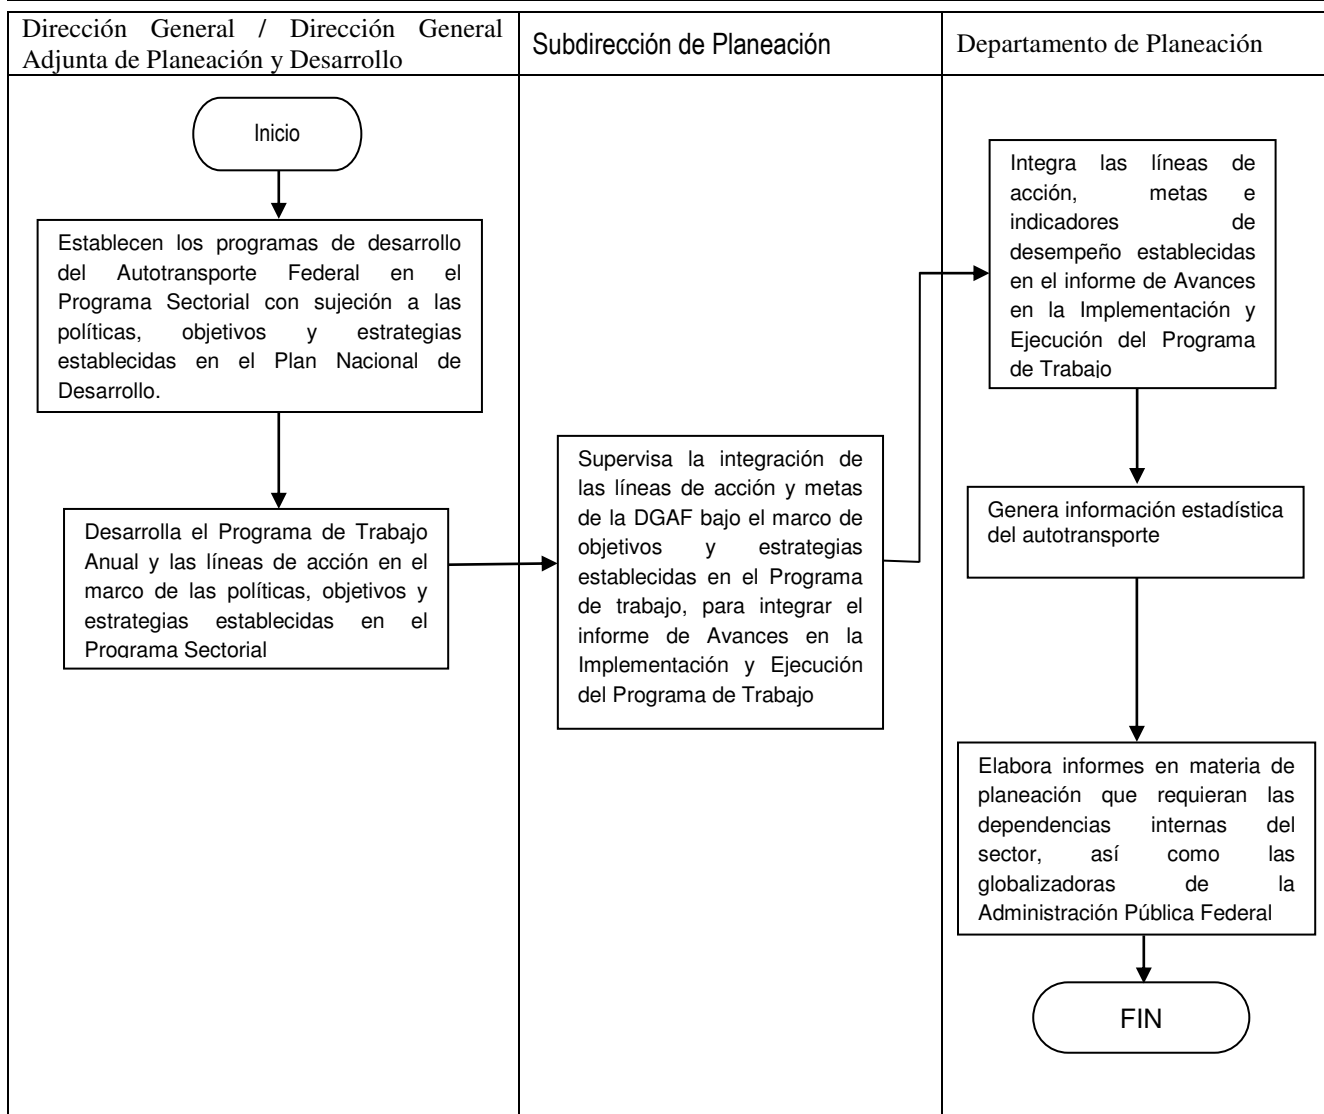 Dirección General / Dirección General
Adjunta de Planeación y Desarrollo
Subdirección de Planeación
Departamento de Planeación
Inicio
Establecen los programas de desarrollo
del Autotransporte Federal en el
Programa Sectorial con sujeción a las
políticas, objetivos y estrategias
establecidas en el Plan Nacional de
Desarrollo.
Desarrolla el Programa de Trabajo
Anual y las líneas de acción en el
marco de las políticas, objetivos y
estrategias establecidas en el
Programa Sectorial
Supervisa la integración de
las líneas de acción y metas
de la DGAF bajo el marco de
objetivos y estrategias
establecidas en el Programa
de trabajo, para integrar el
informe de Avances en la
Implementación y Ejecución
del Programa de Trabajo
Integra las líneas de
acción, metas e
indicadores de
desempeño establecidas
en el informe de Avances
en la Implementación y
Ejecución del Programa
de Trabajo
Genera información estadística
del autotransporte
Elabora informes en materia de
planeación que requieran las
dependencias internas del
sector, así como las
globalizadoras de la
Administración Pública Federal
FIN